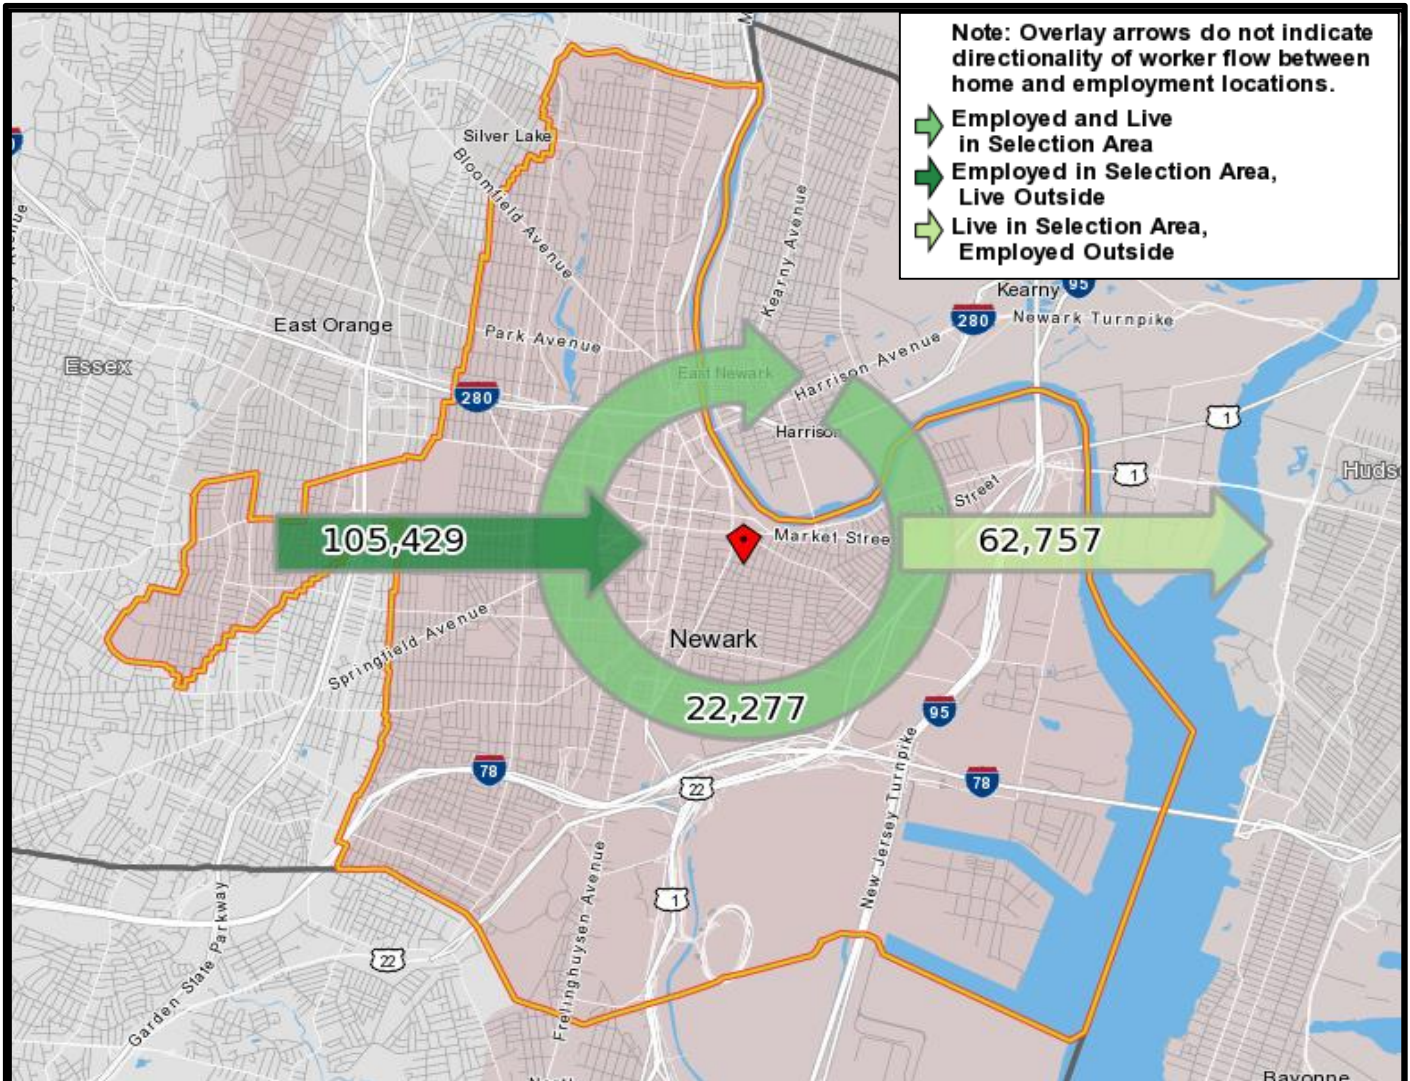 Note: Overlay arrows do not indicate
directionality of worker flow between
home and employment locations.
Employed and Live
in Selection Area
Employed in Selection Area,
Live Outside
Live in Selection Area,
Employed Outside
Silver Lake
Bloomfield Avenue
Kearny Avenue
Kearny
95
280
Newark Turnpike
East Orange
Park Avenue
Essex
East Newark
Harrison Avenue
280
1
Harriso
Hudso
1
Street
105,429
Market Stree
62,757
Springfield Avenue
Newark
22,277
95
78
78
22
New Jersey Turnpike
1
Frelinghuysen Avenue
Garden State Parkway
22
Bayonne